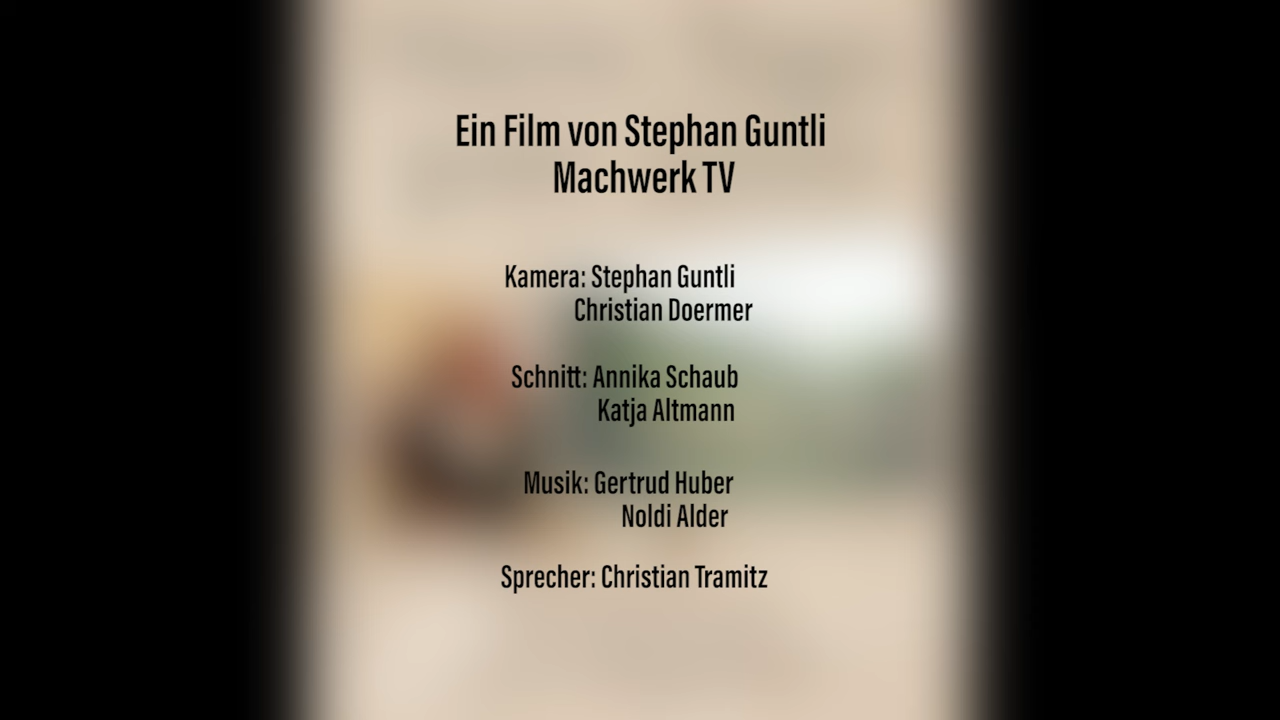 Ein Film von Stephan Guntli
Machwerk TV
Kamera: Stephan Guntli
Christian Doermer
Schnitt: Annika Schaub
Katja Altmann
Musik: Gertrud Huber
Noldi Alder
Sprecher: Christian Tramitz